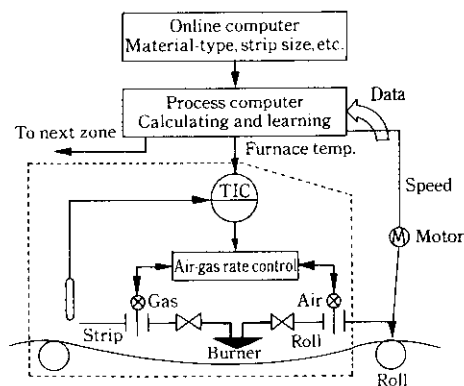 Online computer
Material-type, strip size, etc.
Process computer
Calculating and learning
Data
To next zone
Furnace temp.
Speed
TIC
M
Motor
Air-gas rate control
Gas
Air
Strip
Burner
Roll
Roll